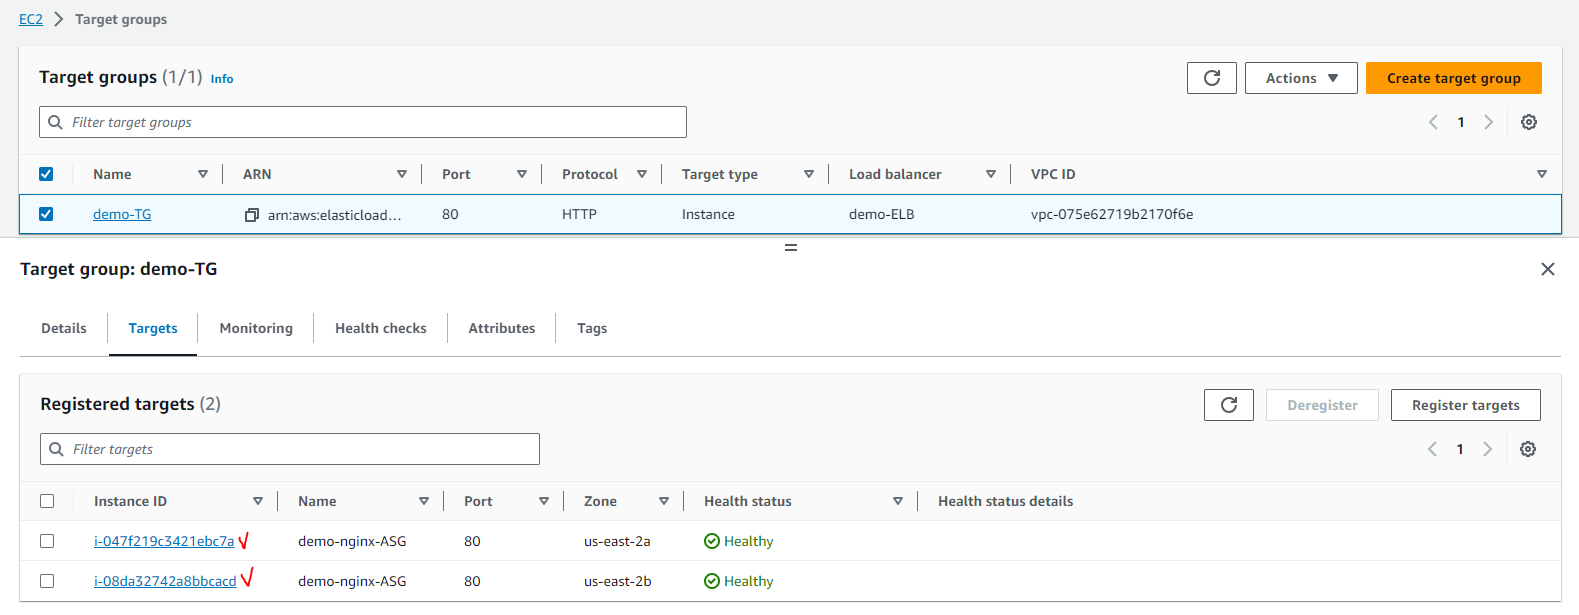 EC2 > Target groups
Target groups (1/1) Info
Actions Create target group
Filter target groups
1
Name ARN Port Protocol Target type Load balancer VPC ID
demo-TG arn:aws:elasticload... 80 HTTP Instance demo-ELB vpc-075e62719b2170f6e
Target group: demo-TG
Details Targets Monitoring Health checks Attributes Tags
Registered targets (2)
Deregister Register targets
Filter targets
1
Instance ID Name Port Zone Health status Health status details
i-047f219c3421ebc7a demo-nginx-ASG 80 us-east-2a Healthy
i-08da32742a8bbcacd demo-nginx-ASG 80 us-east-2b Healthy